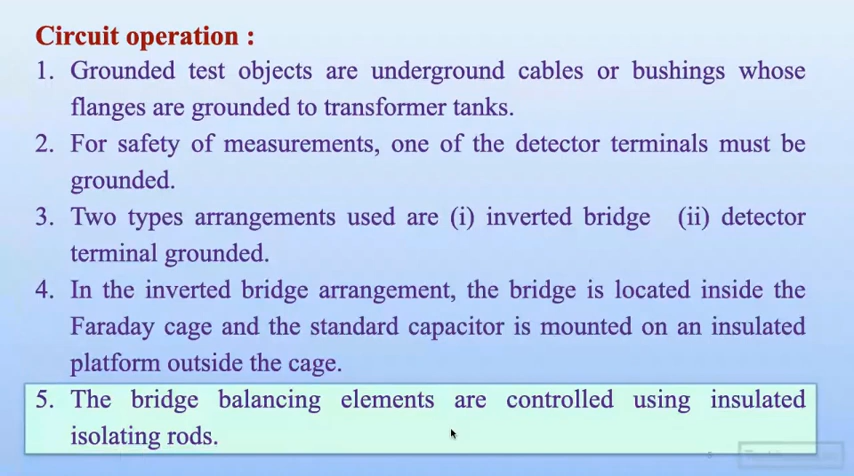 Circuit operation :
1. Grounded test objects are underground cables or bushings whose
flanges are grounded to transformer tanks.
2. For safety of measurements, one of the detector terminals must be
grounded.
3. Two types arrangements used are (i) inverted bridge (ii) detector
terminal grounded.
4. In the inverted bridge arrangement, the bridge is located inside the
Faraday cage and the standard capacitor is mounted on an insulated
platform outside the cage.
5. The bridge balancing elements are controlled using insulated
isolating rods.